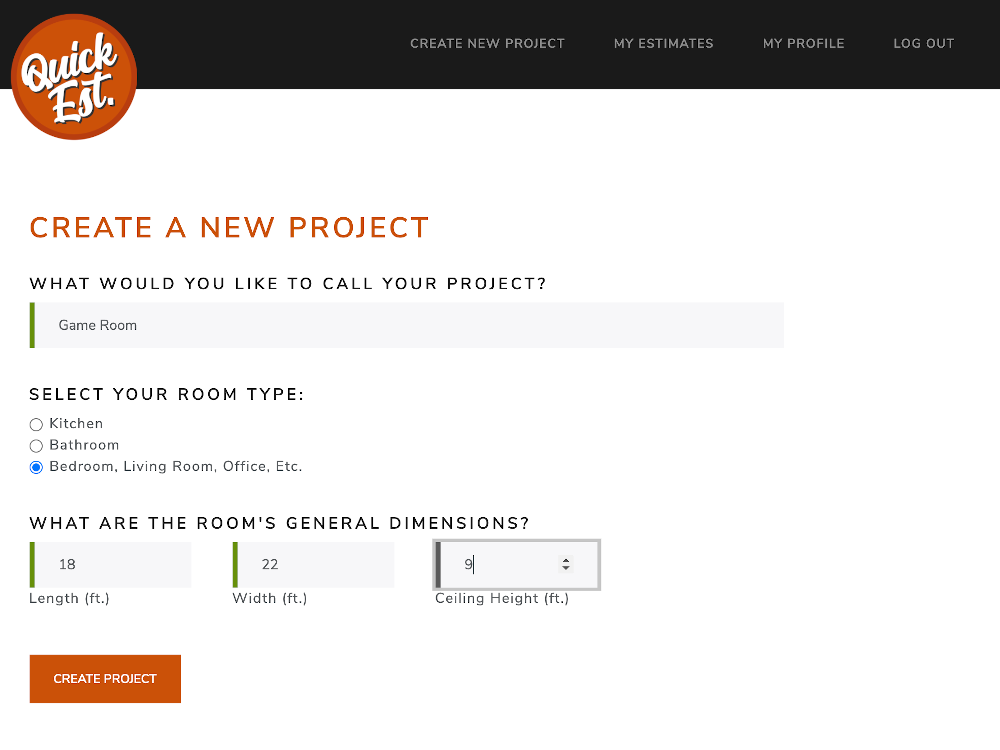 Quick
Est.
CREATE NEW PROJECT MY ESTIMATES MY PROFILE LOG OUT
CREATE A NEW PROJECT
WHAT WOULD YOU LIKE TO CALL YOUR PROJECT?
Game Room
SELECT YOUR ROOM TYPE:
Kitchen
Bathroom
Bedroom, Living Room, Office, Etc.
WHAT ARE THE ROOM'S GENERAL DIMENSIONS?
18 22 9
Length (ft.) Width (ft.) Ceiling Height (ft.)
CREATE PROJECT